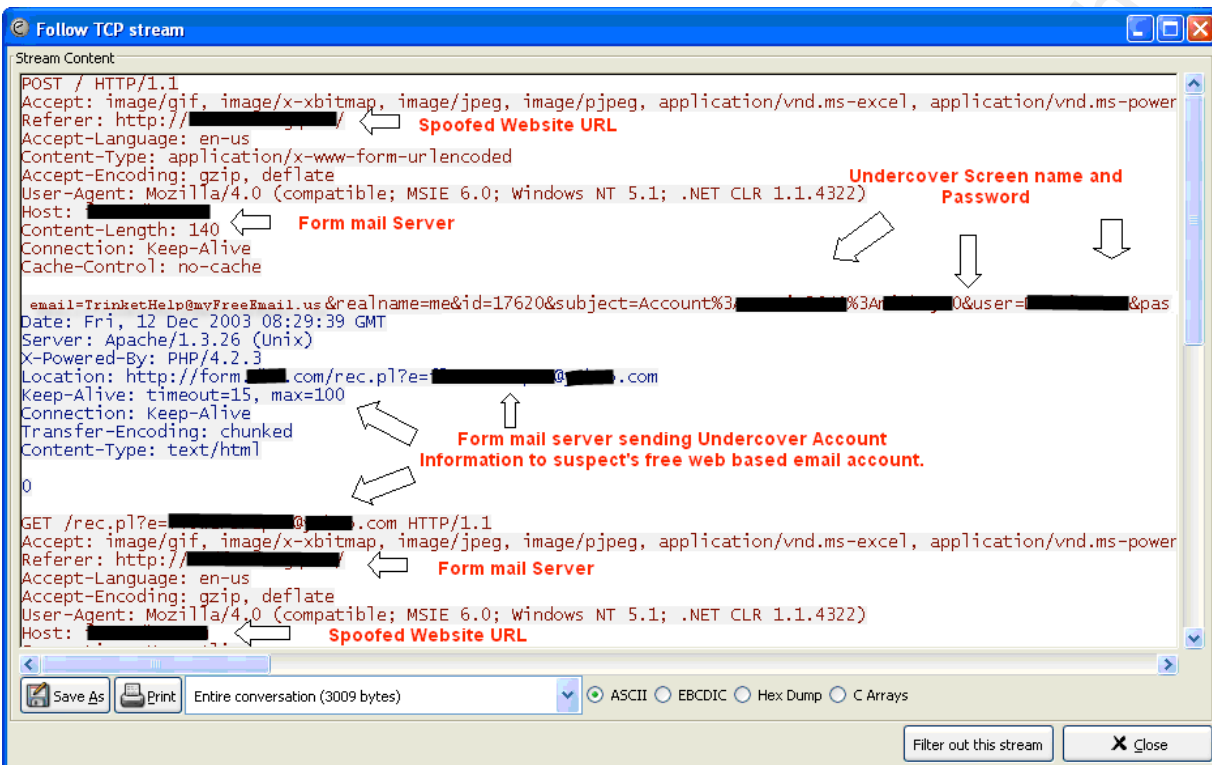 Follow TCP stream
Stream Content
POST / HTTP/1.1
Accept: image/gif, image/x-xbitmap, image/jpeg, image/pjpeg, application/vnd.ms-excel, application/vnd.ms-power
Referer: http:// / Spoofed Website URL
Accept-Language: en-us
Content-Type: application/x-www-form-urlencoded
Accept-Encoding: gzip, deflate
User-Agent: Mozilla/4.0 (compatible; MSIE 6.0; Windows NT 5.1; .NET CLR 1.1.4322)
Undercover Screen name and
Password
Host:
Content-Length: 140
Form mail Server
Connection: Keep-Alive
Cache-Control: no-cache
email=TrinketHelp@myFreeEmail.us&realname=me&id=17620&subject=Account%3 %3A 0&user= &pas
Date: Fri, 12 Dec 2003 08:29:39 GMT
Server: Apache/1.3.26 (Unix)
X-Powered-By: PHP/4.2.3
Location: http://form. .com/rec.pl?e= @ .com
Keep-Alive: timeout=15, max=100
Connection: Keep-Alive
Transfer-Encoding: chunked
Content-Type: text/html
Form mail server sending Undercover Account
Information to suspect's free web based email account.
0
GET /rec.pl?e= @ .com HTTP/1.1
Accept: image/gif, image/x-xbitmap, image/jpeg, image/pjpeg, application/vnd.ms-excel, application/vnd.ms-power
Referer: http:// / Form mail Server
Accept-Language: en-us
Accept-Encoding: gzip, deflate
User-Agent: Mozilla/4.0 (compatible; MSIE 6.0; Windows NT 5.1; .NET CLR 1.1.4322)
Host: Spoofed Website URL
Save As Print Entire conversation (3009 bytes) ASCII EBCDIC Hex Dump C Arrays
Filter out this stream Close